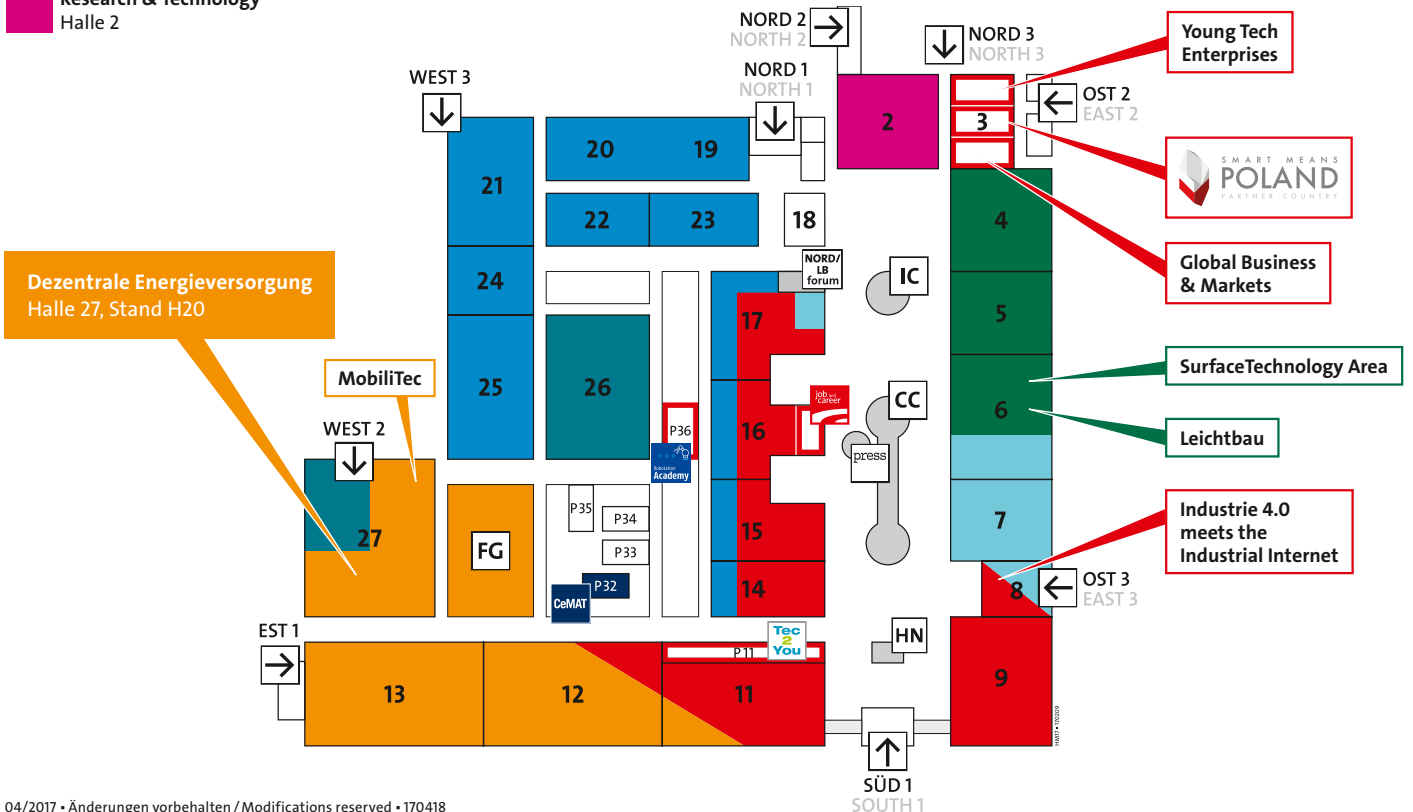 Research & Technology
Halle 2
NORD 2
NORTH 2
NORD 3
NORTH 3
Young Tech
Enterprises
WEST 3
NORD 1
NORTH 1
OST 2
EAST 2
2
3
20
19
21
SMART MEANS
POLAND
PARTNER COUNTRY
22
23
18
4
Dezentrale Energieversorgung
Halle 27, Stand H20
24
NORD/
LB
forum
IC
Global Business
& Markets
17
5
MobiliTec
25
26
SurfaceTechnology Area
job and
career
CC
6
WEST 2
P36
16
Leichtbau
press
Robotation
Academy
27
P35
P34
P33
FG
15
7
Industrie 4.0
meets the
Industrial Internet
P32
CeMAT
14
8
OST 3
EAST 3
EST 1
Tec
2
You
P11
HN
13
12
11
9
HM17 • 170209
SÜD 1
SOUTH 1
04/2017 • Änderungen vorbehalten / Modifications reserved • 170418